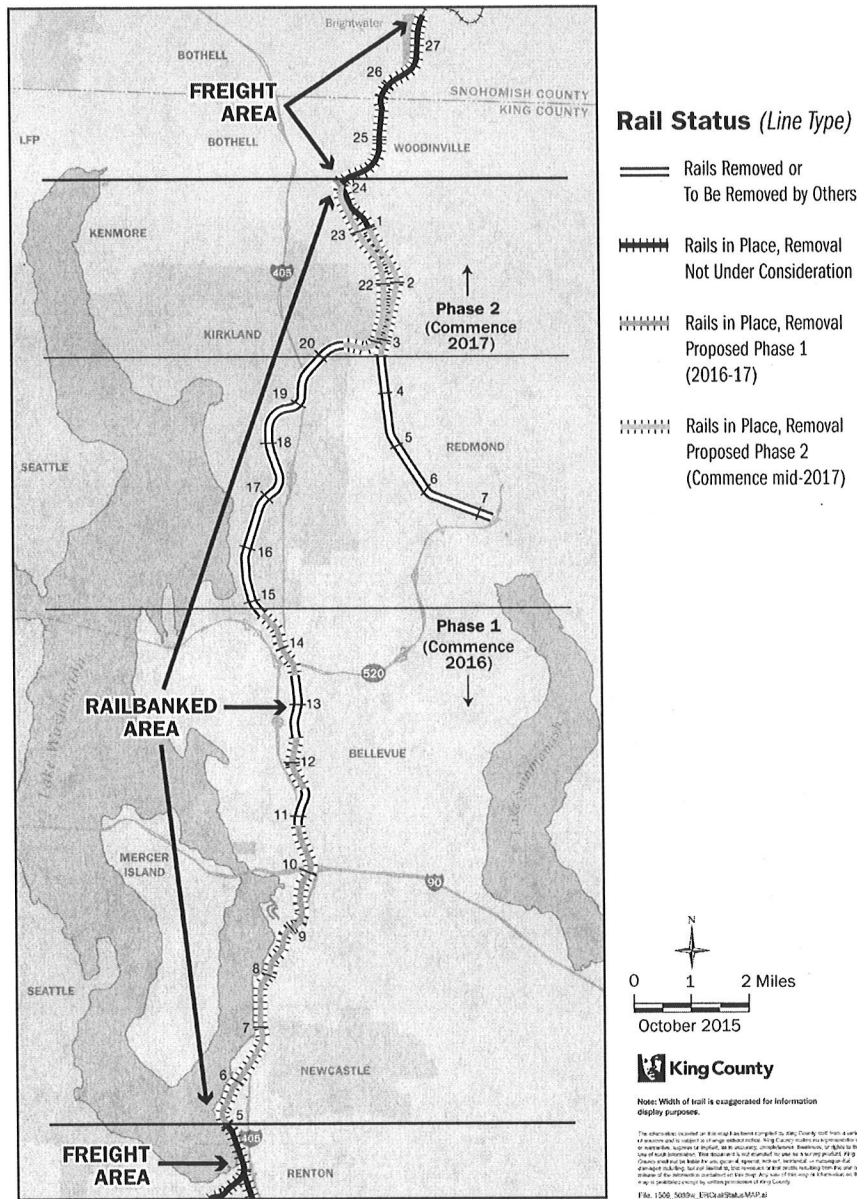 Brightwater
27
BOTHELL
26
FREIGHT
AREA
SNOHOMISH COUNTY
KING COUNTY
LFP
BOTHELL
25
WOODINVILLE
24
KENMORE
1
23
405
22
2
Phase 2
(Commence
2017)
KIRKLAND
20
3
19
4
18
5
REDMOND
SEATTLE
17
6
7
16
15
Phase 1
(Commence
2016)
14
520
RAILBANKED
AREA
13
Lake Washington
BELLEVUE
12
Lake Sammamish
11
MERCER
ISLAND
10
90
9
8
SEATTLE
7
NEWCASTLE
6
5
405
FREIGHT
AREA
RENTON
Rail Status (Line Type)
Rails Removed or
To Be Removed by Others
Rails in Place, Removal
Not Under Consideration
Rails in Place, Removal
Proposed Phase 1
(2016-17)
Rails in Place, Removal
Proposed Phase 2
(Commence mid-2017)
N
0 1 2 Miles
October 2015
King County
Note: Width of trail is exaggerated for information
display purposes.